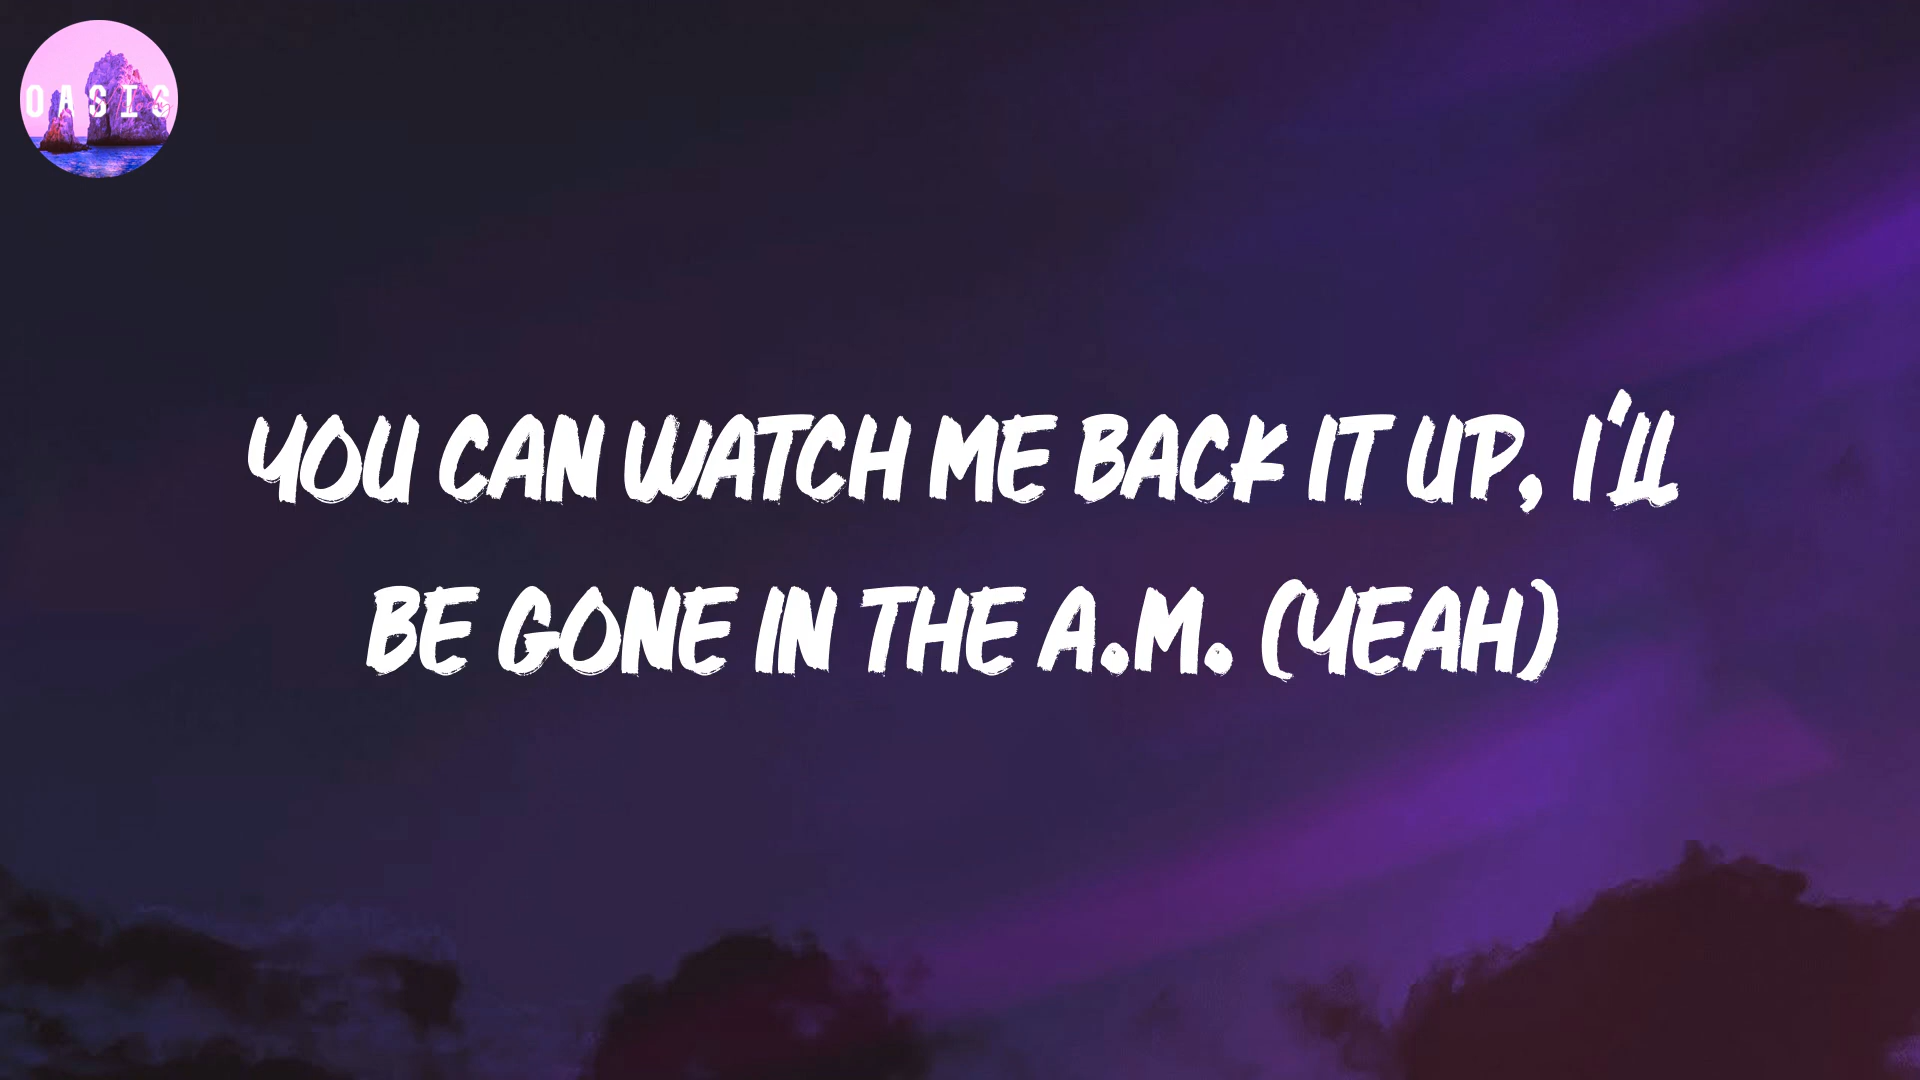 OASIS
YOU CAN WATCH ME BACK IT UP, I'LL
BE GONE IN THE A.M. (YEAH)